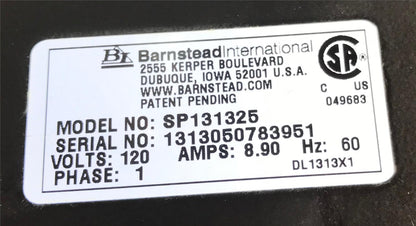 BI BarnsteadInternational
2555 KERPER BOULEVARD
DUBUQUE, IOWA 52001 U.S.A.
WWW.BARNSTEAD.COM
PATENT PENDING
SA
C US
049683
MODEL NO: SP131325
SERIAL NO: 1313050783951
VOLTS: 120 AMPS: 8.90 Hz: 60
PHASE: 1
DL1313X1